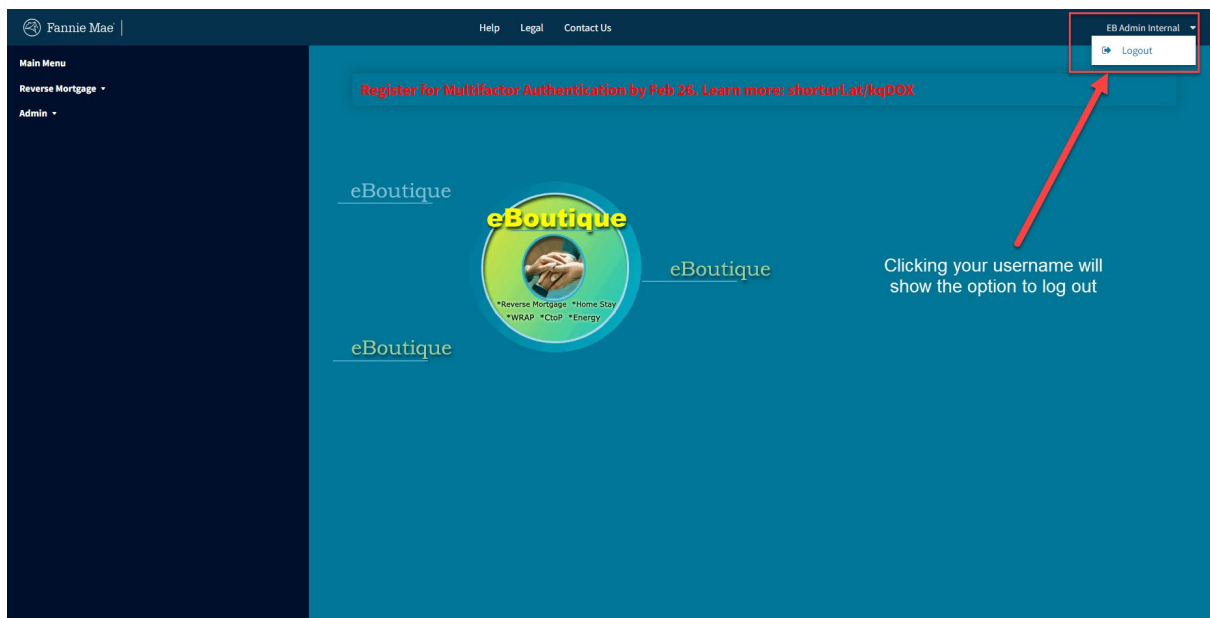 Fannie Mae
Help Legal Contact Us
EB Admin Internal
Logout
Main Menu
Reverse Mortgage
Admin
Register for Multifactor Authentication by Feb 26. Learn more: shorturl.at/kqDOX
eBoutique
eBoutique
*Reverse Mortgage *Home Stay
*WRAP *CtoP *Energy
eBoutique
eBoutique
Clicking your username will
show the option to log out